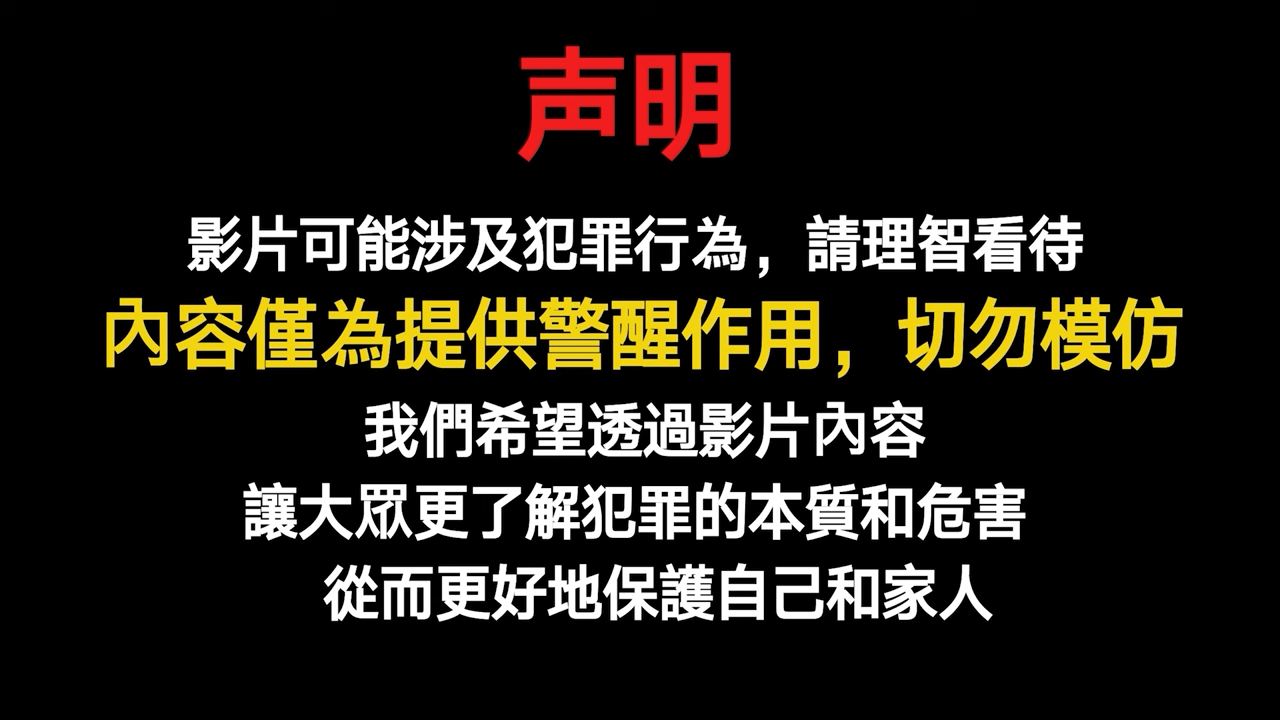 声明
影片可能涉及犯罪行為，請理智看待
內容僅為提供警醒作用，切勿模仿
我們希望透過影片內容
讓大眾更了解犯罪的本質和危害
從而更好地保護自己和家人